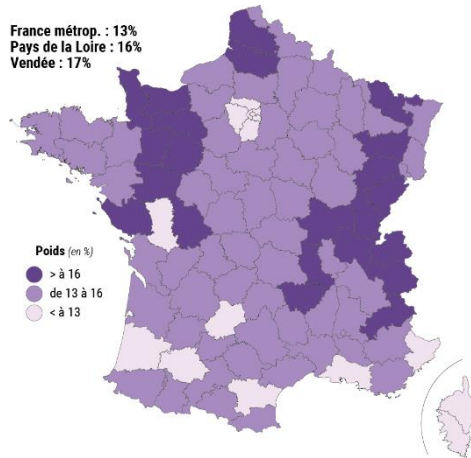 France métrop. : 13%
Pays de la Loire : 16%
Vendée : 17%
Poids (en %)
> à 16
de 13 à 16
< à 13